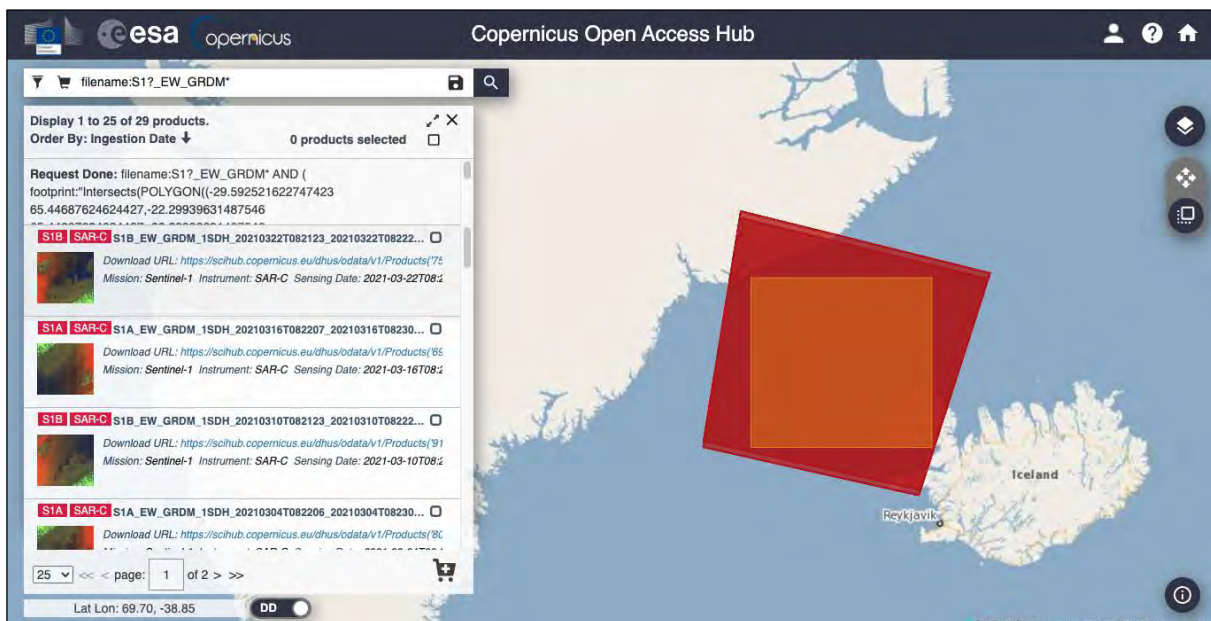 esa opernicus
Copernicus Open Access Hub
filename:S1?_EW_GRDM*
Display 1 to 25 of 29 products.
Order By: Ingestion Date
0 products selected
Request Done: filename:S1?_EW_GRDM* AND (
footprint:"Intersects(POLYGON((-29.592521622747423
65.44687624624427,-22.29939631487546
S1B SAR-C S1B_EW_GRDM_1SDH_20210322T082123_20210322T08222...
Download URL: https://scihub.copernicus.eu/dhus/odata/v1/Products('75
Mission: Sentinel-1 Instrument: SAR-C Sensing Date: 2021-03-22T08:2
S1A SAR-C S1A_EW_GRDM_1SDH_20210316T082207_20210316T08230...
Download URL: https://scihub.copernicus.eu/dhus/odata/v1/Products('69
Mission: Sentinel-1 Instrument: SAR-C Sensing Date: 2021-03-16T08:2
S1B SAR-C S1B_EW_GRDM_1SDH_20210310T082123_20210310T08222...
Download URL: https://scihub.copernicus.eu/dhus/odata/v1/Products('91
Mission: Sentinel-1 Instrument: SAR-C Sensing Date: 2021-03-10T08:2
S1A SAR-C S1A_EW_GRDM_1SDH_20210304T082206_20210304T08230...
Download URL: https://scihub.copernicus.eu/dhus/odata/v1/Products('80
25 << < page: 1 of 2 > >>
Lat Lon: 69.70, -38.85 DD
Iceland
Reykjavik